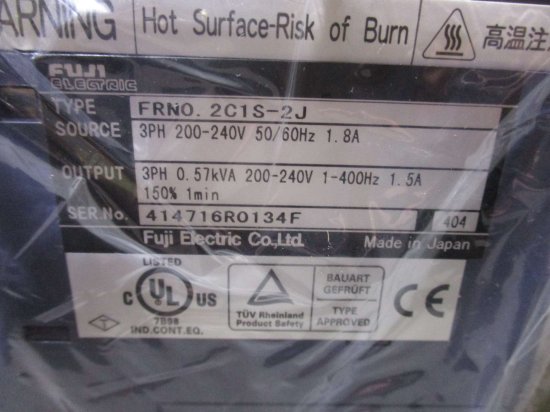 WARNING Hot Surface-Risk of Burn 高温注
FUJI
ELECTRIC
TYPE FRN0.2C1S-2J
SOURCE 3PH 200-240V 50/60Hz 1.8A
OUTPUT 3PH 0.57kVA 200-240V 1-400Hz 1.5A
150% 1min
SER.No. 414716R0134F 404
Fuji Electric Co.,Ltd. Made in Japan
LISTED
C UL US
7B98
IND.CONT.EQ.
TÜV Rheinland
Product Safety
BAUART
GEPRÜFT
TYPE
APPROVED
CE